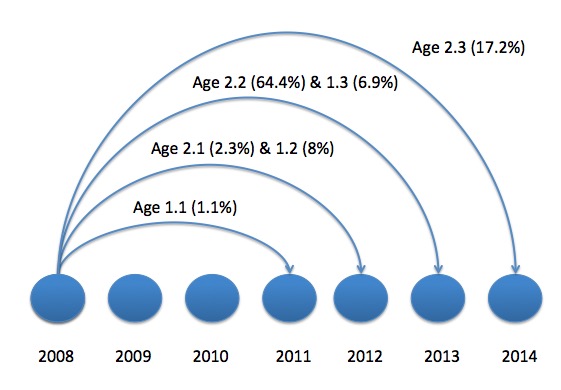 Age 2.3 (17.2%)
Age 2.2 (64.4%) & 1.3 (6.9%)
Age 2.1 (2.3%) & 1.2 (8%)
Age 1.1 (1.1%)
2008 2009 2010 2011 2012 2013 2014